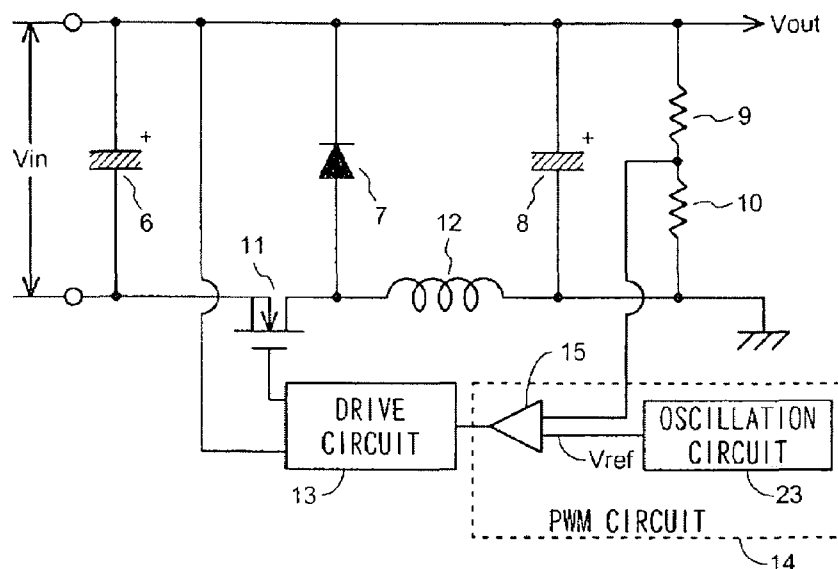 Vout
+
+
9
Vin
6
7
8
10
11
12
15
DRIVE
CIRCUIT
OSCILLATION
CIRCUIT
Vref
13
23
PWM CIRCUIT
14